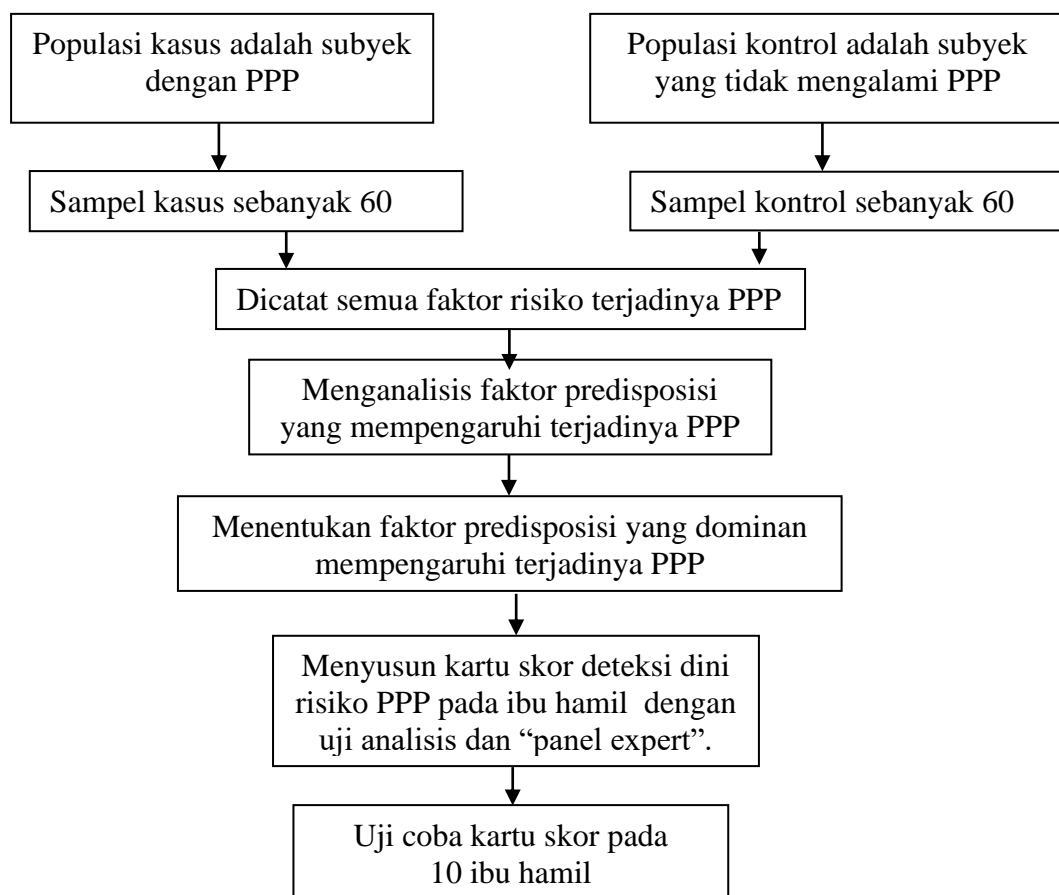 Populasi kasus adalah subyek
dengan PPP
Populasi kontrol adalah subyek
yang tidak mengalami PPP
Sampel kasus sebanyak 60
Sampel kontrol sebanyak 60
Dicatat semua faktor risiko terjadinya PPP
Menganalisis faktor predisposisi
yang mempengaruhi terjadinya PPP
Menentukan faktor predisposisi yang dominan
mempengaruhi terjadinya PPP
Menyusun kartu skor deteksi dini
risiko PPP pada ibu hamil dengan
uji analisis dan “panel expert”.
Uji coba kartu skor pada
10 ibu hamil